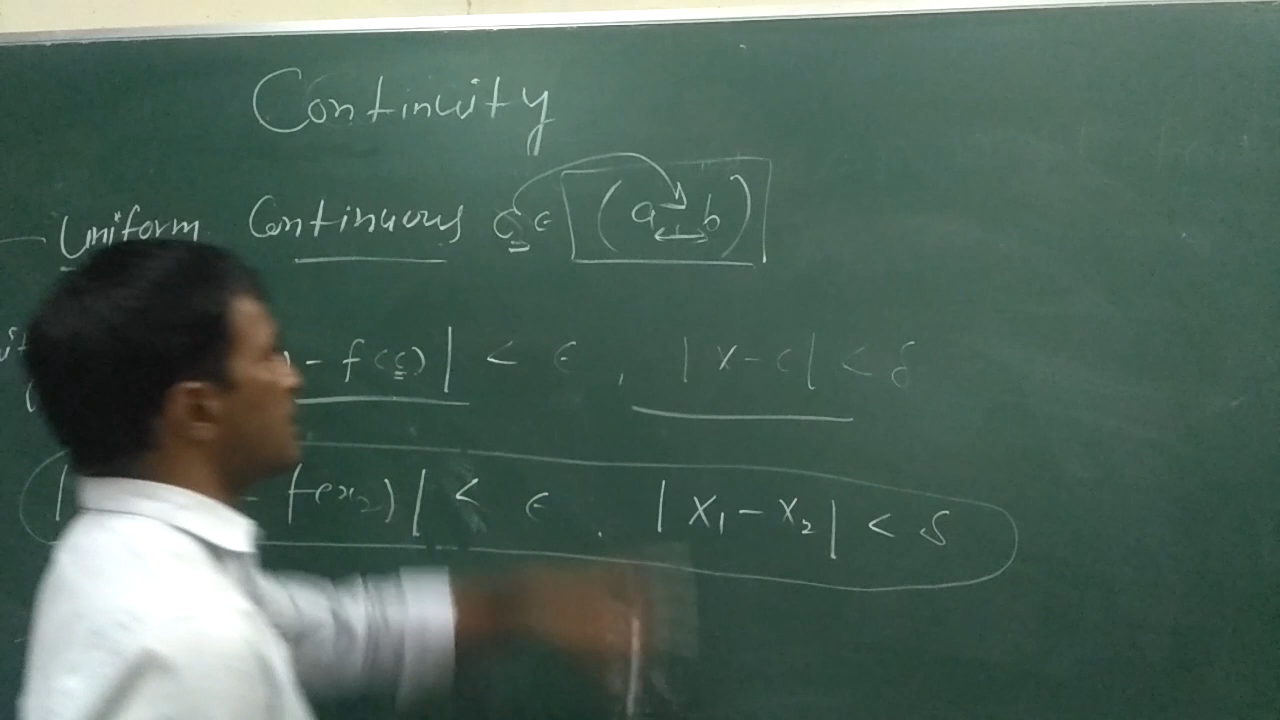 Continuity
Uniform Continuous c ∈ (a, b)
- f(c)| < ε , |x - c| < δ
| - f(x₂)| < ε . |x₁ - x₂| < δ